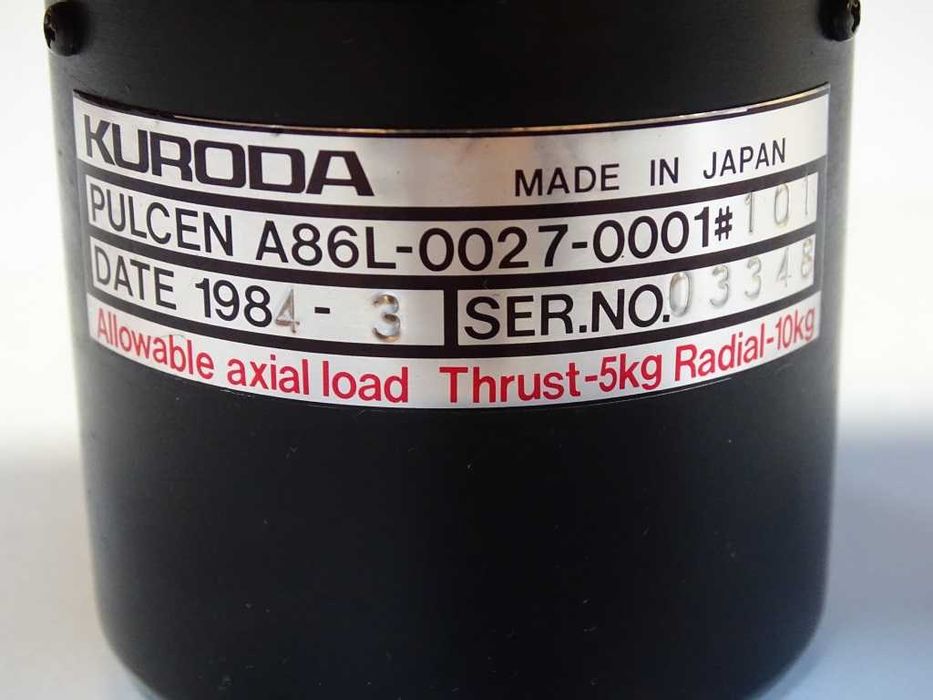 KURODA MADE IN JAPAN
PULCEN A86L-0027-0001# 101
DATE 1984 - 3 SER.NO. 03348
Allowable axial load Thrust-5kg Radial-10kg